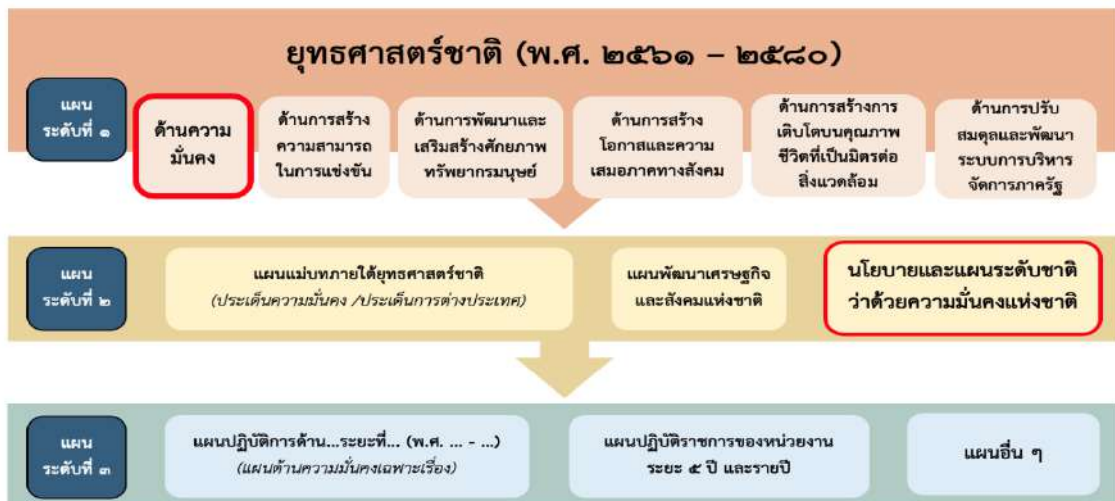 ยุทธศาสตร์ชาติ (พ.ศ. ๒๕๖๑ – ๒๕๘๐)
แผน
ระดับที่ ๑
ด้านความ
มั่นคง
ด้านการสร้าง
ความสามารถ
ในการแข่งขัน
ด้านการพัฒนาและ
เสริมสร้างศักยภาพ
ทรัพยากรมนุษย์
ด้านการสร้าง
โอกาสและความ
เสมอภาคทางสังคม
ด้านการสร้างการ
เติบโตบนคุณภาพ
ชีวิตที่เป็นมิตรต่อ
สิ่งแวดล้อม
ด้านการปรับ
สมดุลและพัฒนา
ระบบการบริหาร
จัดการภาครัฐ
แผน
ระดับที่ ๒
แผนแม่บทภายใต้ยุทธศาสตร์ชาติ
(ประเด็นความมั่นคง /ประเด็นการต่างประเทศ)
แผนพัฒนาเศรษฐกิจ
และสังคมแห่งชาติ
นโยบายและแผนระดับชาติ
ว่าด้วยความมั่นคงแห่งชาติ
แผน
ระดับที่ ๓
แผนปฏิบัติการด้าน...ระยะที่... (พ.ศ. ... - ...)
(แผนด้านความมั่นคงเฉพาะเรื่อง)
แผนปฏิบัติราชการของหน่วยงาน
ระยะ ๕ ปี และรายปี
แผนอื่น ๆ